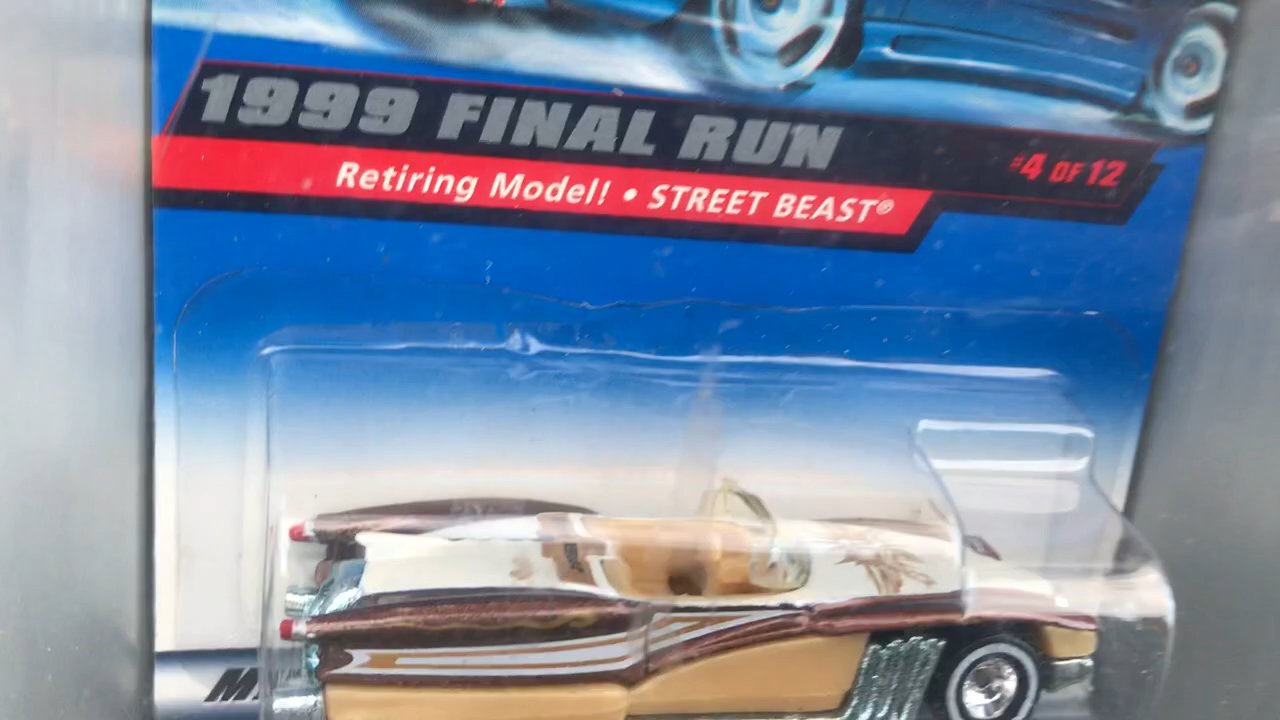 1999 FINAL RUN
#4 OF 12
Retiring Model! • STREET BEAST®